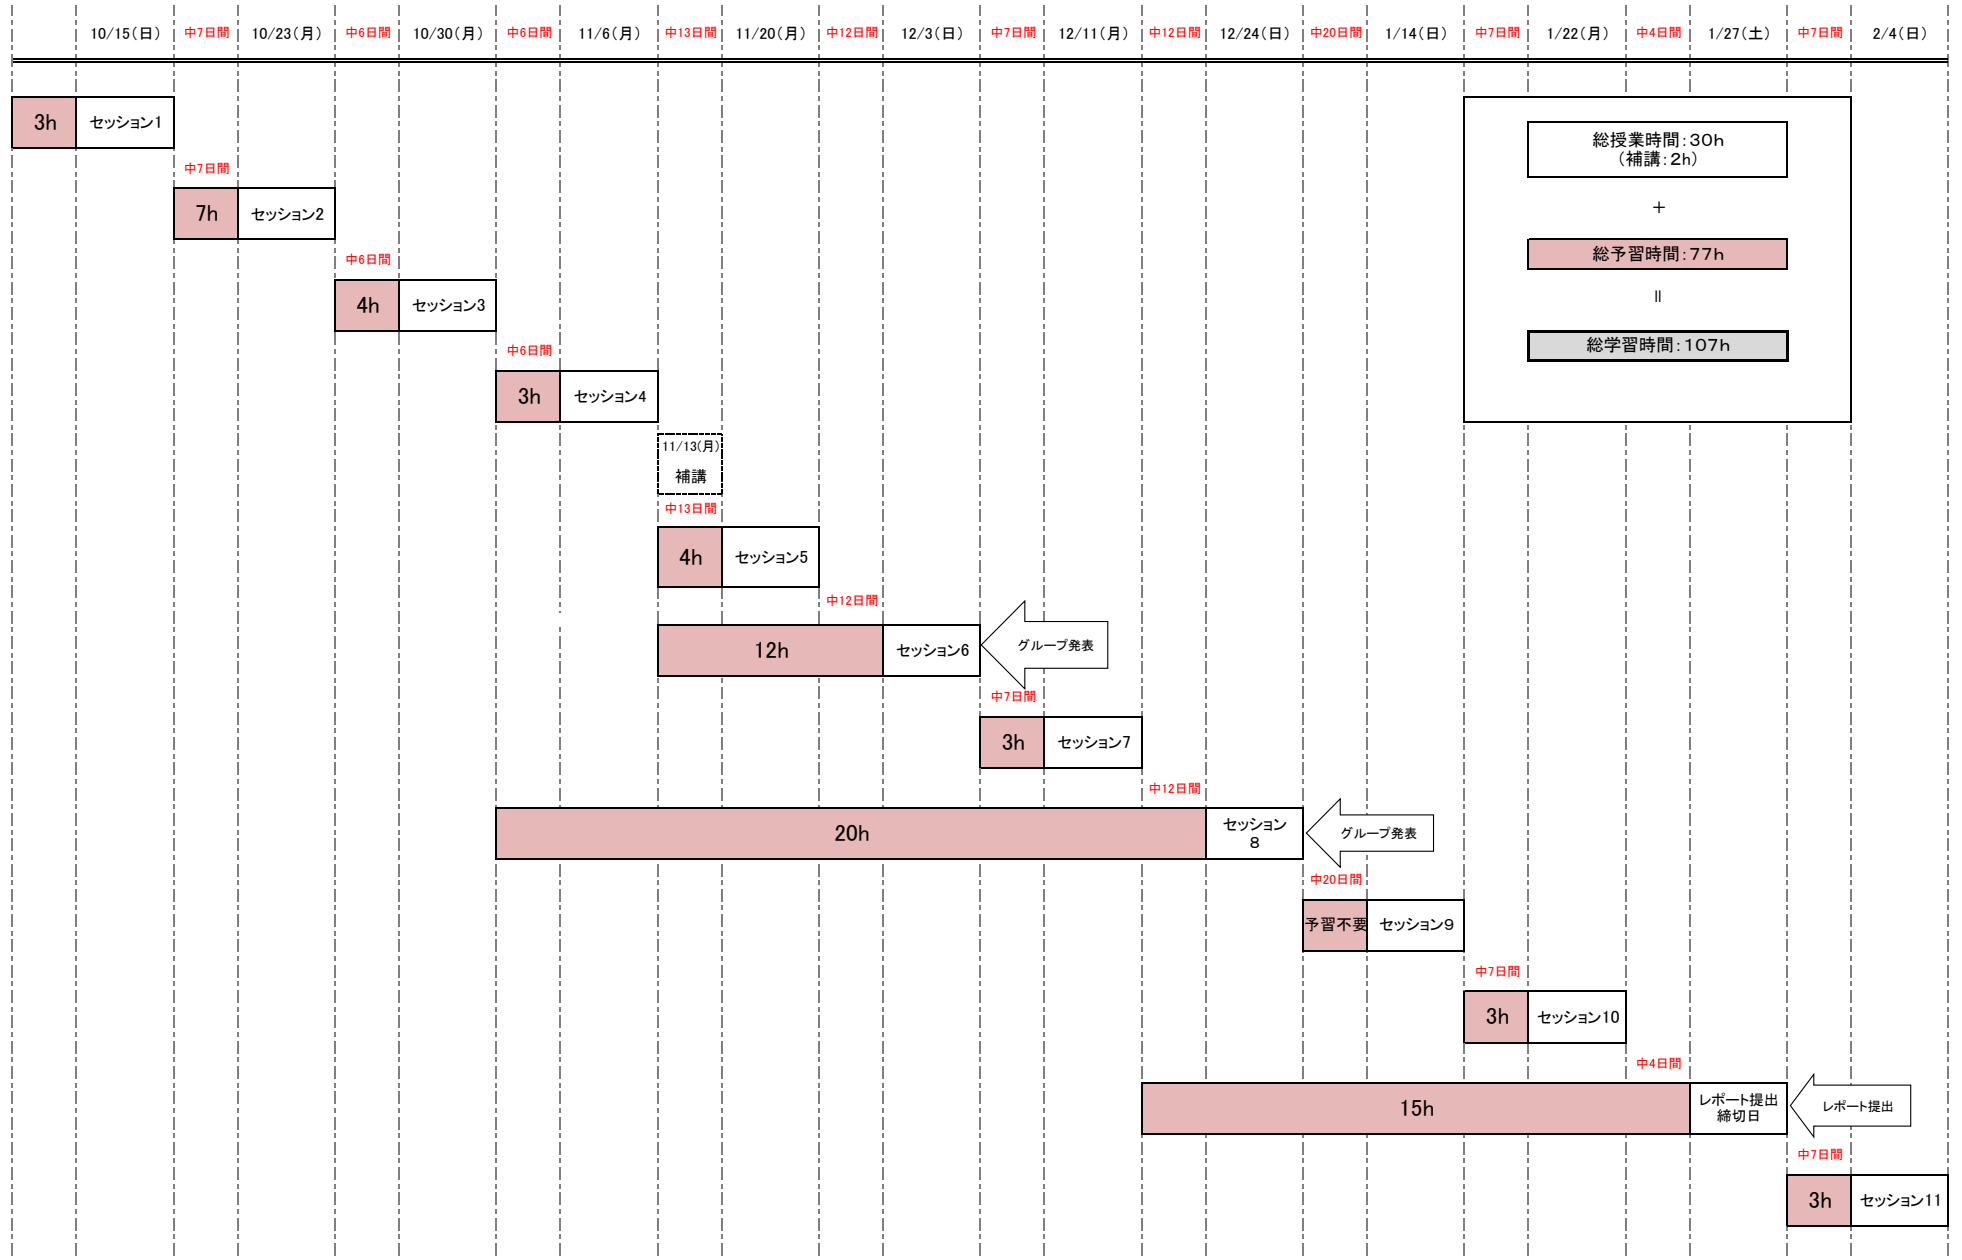 10/15(日) 中7日間 10/23(月) 中6日間 10/30(月) 中6日間 11/6(月) 中13日間 11/20(月) 中12日間 12/3(日) 中7日間 12/11(月) 中12日間 12/24(日) 中20日間 1/14(日) 中7日間 1/22(月) 中4日間 1/27(土) 中7日間 2/4(日)
3h セッション1
総授業時間:30h
(補講:2h)
中7日間
7h セッション2
+
総予習時間:77h
中6日間
4h セッション3
=
総学習時間:107h
中6日間
3h セッション4
11/13(月)
補講
中13日間
4h セッション5
中12日間
12h セッション6 グループ発表
中7日間
3h セッション7
中12日間
20h セッション
8
グループ発表
中20日間
予習不要 セッション9
中7日間
3h セッション10
中4日間
15h レポート提出
締切日
レポート提出
中7日間
3h セッション11